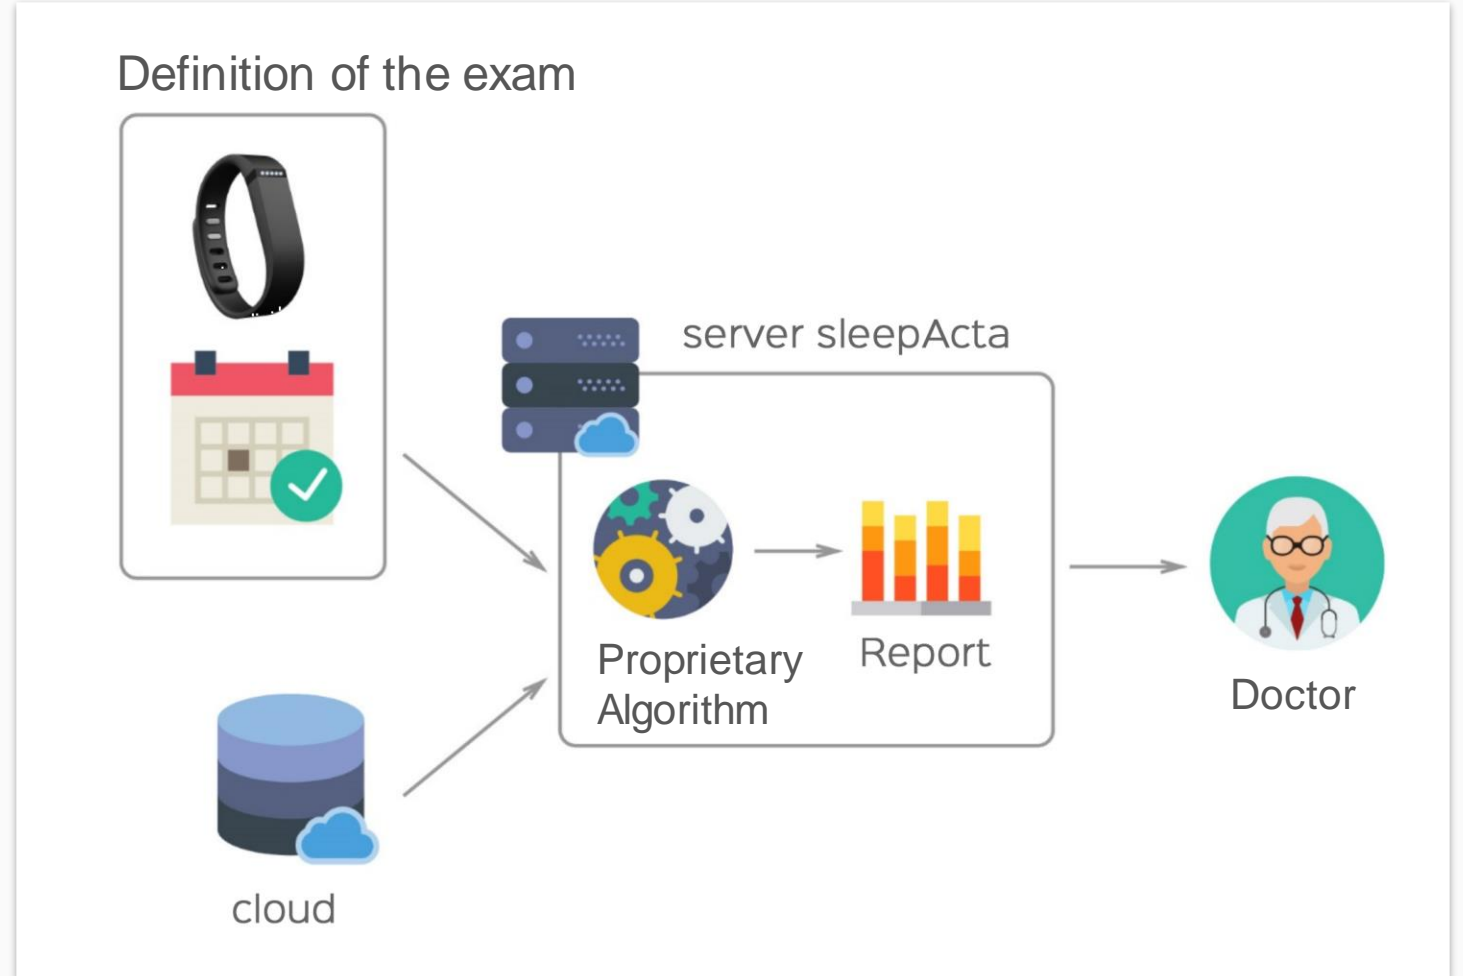 Definition of the exam
server sleepActa
Proprietary
Algorithm
Report
Doctor
cloud